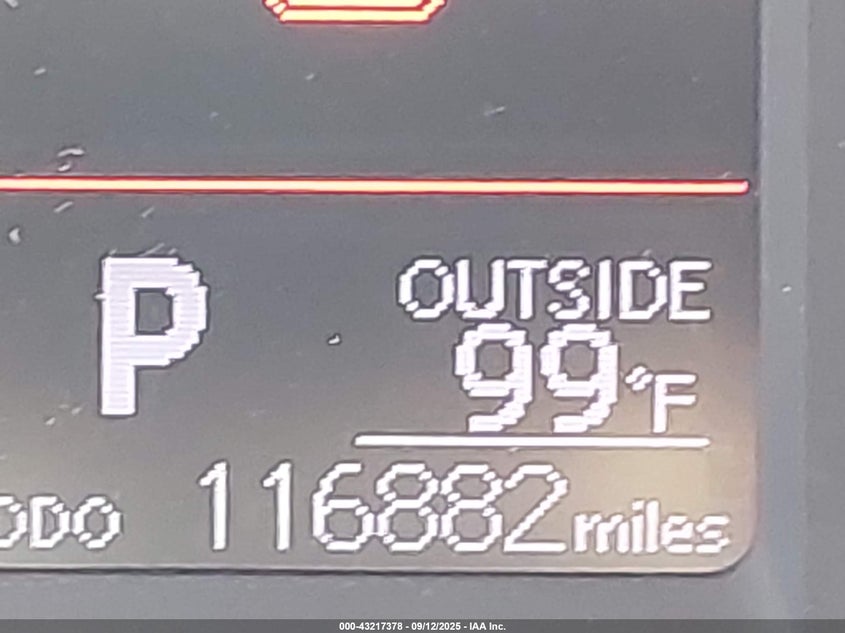 P
OUTSIDE
99°F
ODO 116882 miles
000-43217378 - 09/12/2025 - IAA Inc.